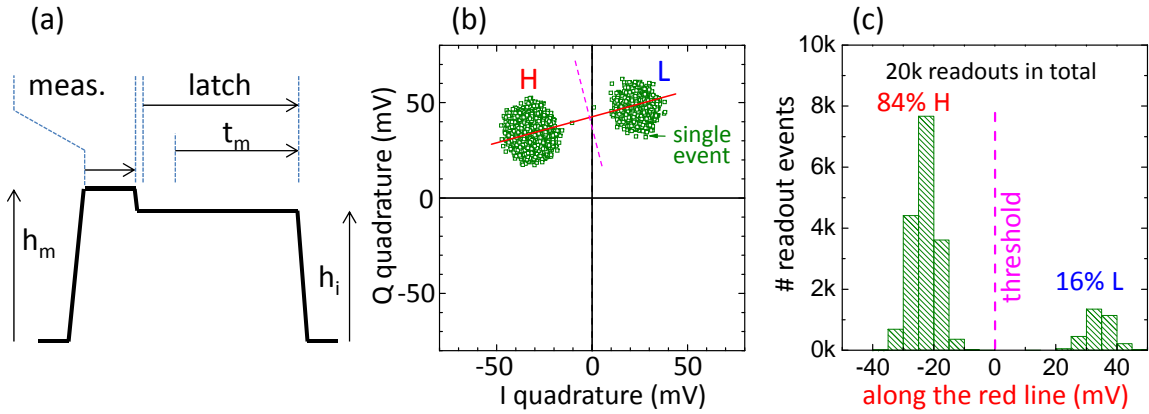 (a)
meas.
latch
t_m
h_m
h_i
(b)
Q quadrature (mV)
50
0
-50
H
L
single
event
-50
0
50
I quadrature (mV)
(c)
# readout events
10k
8k
6k
4k
2k
0k
20k readouts in total
84% H
threshold
16% L
-40
-20
0
20
40
along the red line (mV)